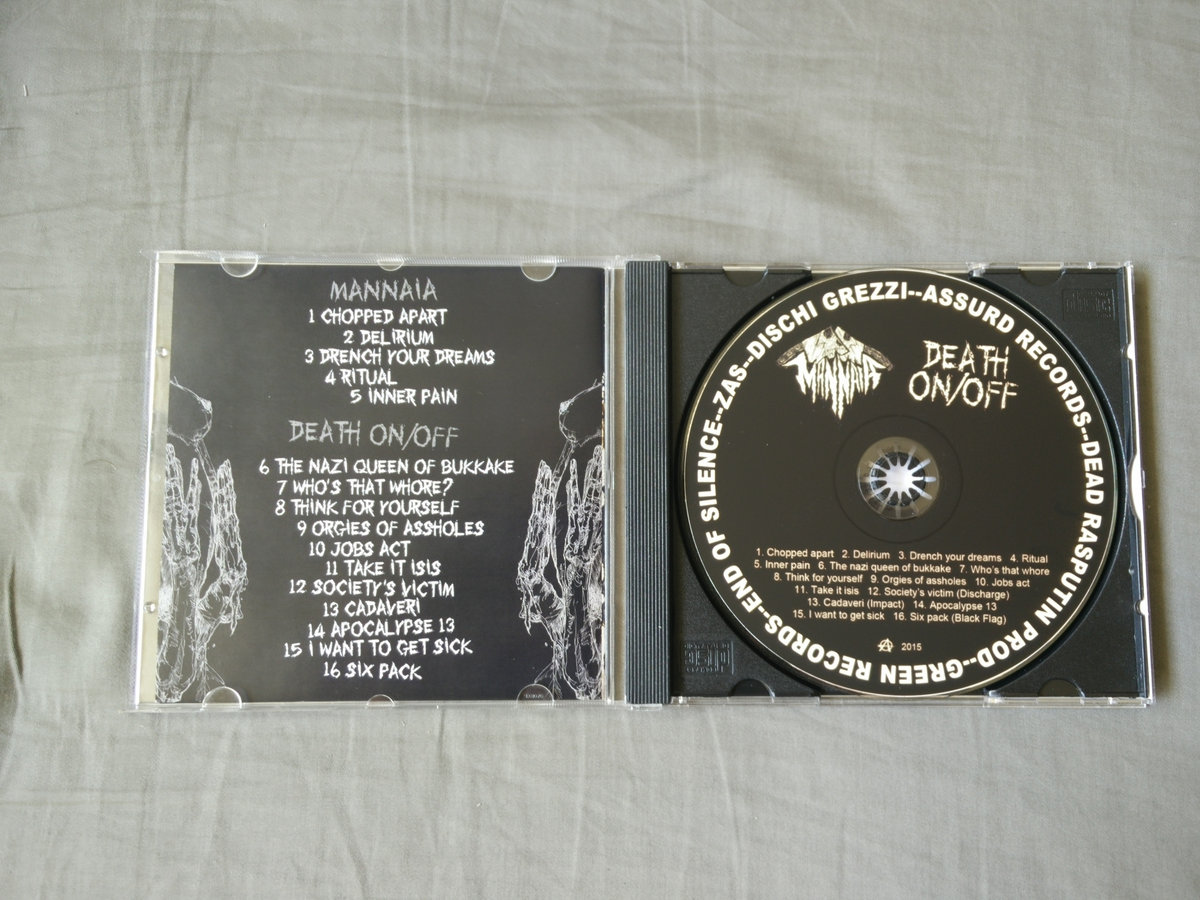 MANNAIA
1 CHOPPED APART
2 DELIRIUM
3 DRENCH YOUR DREAMS
4 RITUAL
5 INNER PAIN
DEATH ON/OFF
6 THE NAZI QUEEN OF BUKKAKE
7 WHO'S THAT WHORE?
8 THINK FOR YOURSELF
9 ORGIES OF ASSHOLES
10 JOBS ACT
11 TAKE IT ISIS
12 SOCIETY'S VICTIM
13 CADAVERI
14 APOCALYPSE 13
15 I WANT TO GET SICK
16 SIX PACK
END OF SILENCE--ZAS--DISCHI GREZZI--ASSURD RECORDS--DEAD RASPUTIN PROD--GREEN RECORDS--
MANNAIA
DEATH
ON/OFF
1. Chopped apart 2. Delirium 3. Drench your dreams 4. Ritual
5. Inner pain 6. The nazi queen of bukkake 7. Who's that whore
8. Think for yourself 9. Orgies of assholes 10. Jobs act
11. Take it isis 12. Society's victim (Discharge)
13. Cadaveri (Impact) 14. Apocalypse 13
15. I want to get sick 16. Six pack (Black Flag)
2015